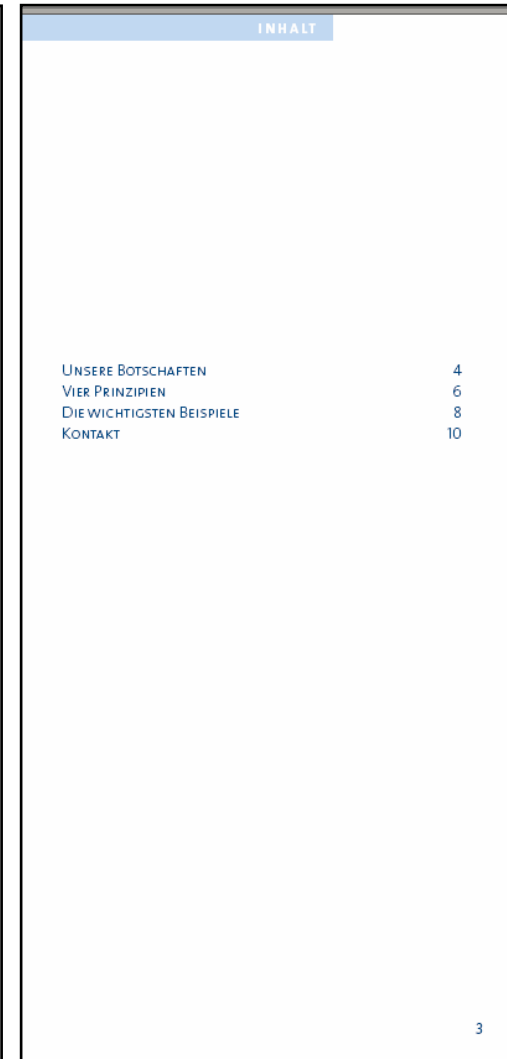 INHALT
UNSERE BOTSCHAFTEN 4
VIER PRINZIPIEN 6
DIE WICHTIGSTEN BEISPIELE 8
KONTAKT 10
3